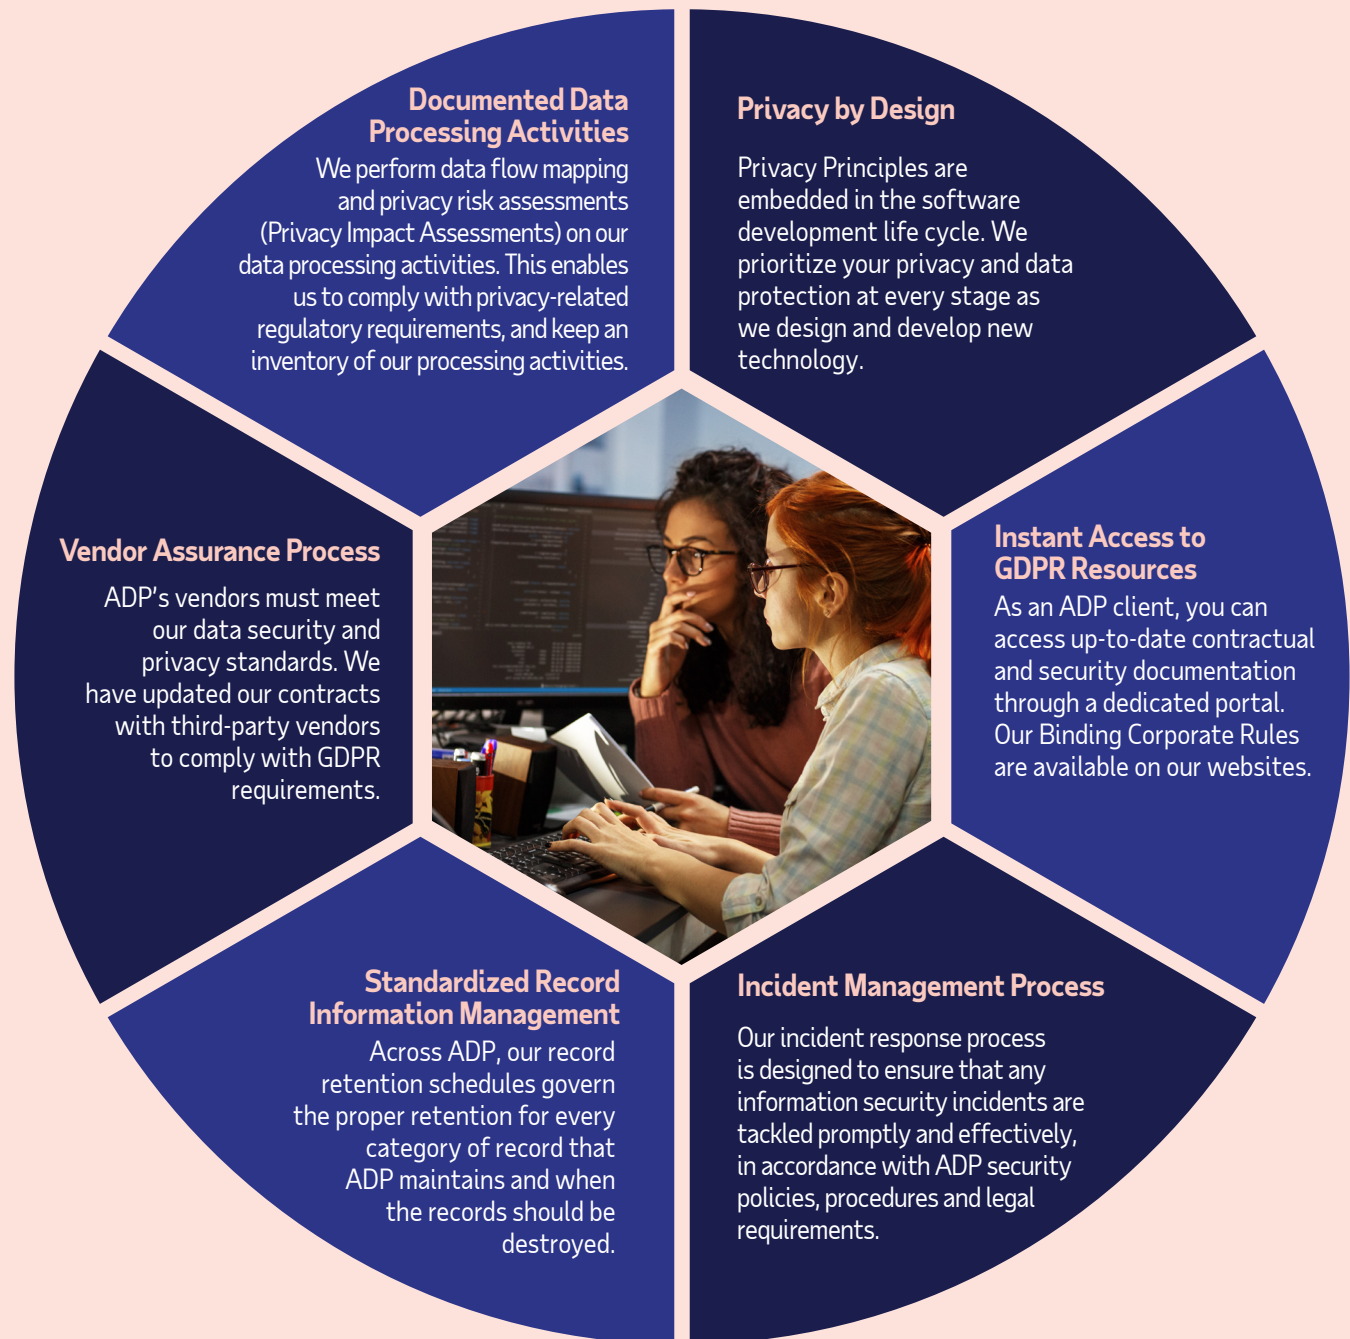 Documented Data
Processing Activities
We perform data flow mapping
and privacy risk assessments
(Privacy Impact Assessments) on our
data processing activities. This enables
us to comply with privacy-related
regulatory requirements, and keep an
inventory of our processing activities.
Privacy by Design
Privacy Principles are
embedded in the software
development life cycle. We
prioritize your privacy and data
protection at every stage as
we design and develop new
technology.
Vendor Assurance Process
ADP's vendors must meet
our data security and
privacy standards. We
have updated our contracts
with third-party vendors
to comply with GDPR
requirements.
Instant Access to
GDPR Resources
As an ADP client, you can
access up-to-date contractual
and security documentation
through a dedicated portal.
Our Binding Corporate Rules
are available on our websites.
Standardized Record
Information Management
Across ADP, our record
retention schedules govern
the proper retention for every
category of record that
ADP maintains and when
the records should be
destroyed.
Incident Management Process
Our incident response process
is designed to ensure that any
information security incidents are
tackled promptly and effectively,
in accordance with ADP security
policies, procedures and legal
requirements.